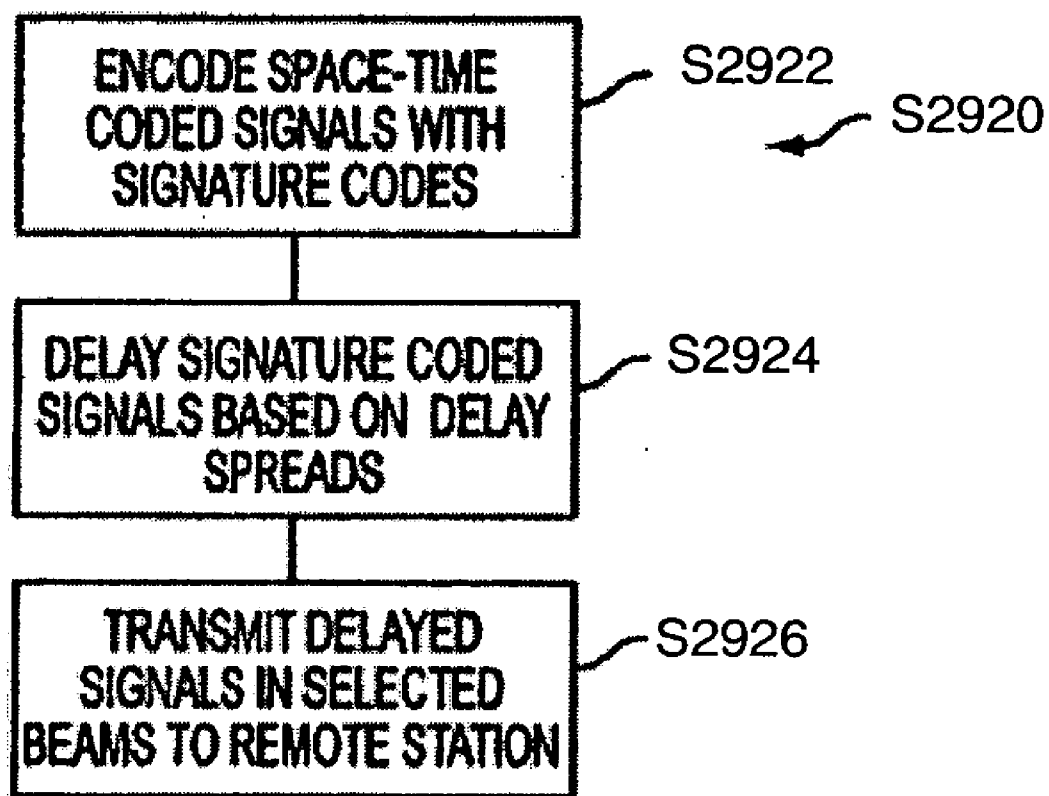 ENCODE SPACE-TIME
CODED SIGNALS WITH
SIGNATURE CODES
S2922
S2920
DELAY SIGNATURE CODED
SIGNALS BASED ON DELAY
SPREADS
S2924
TRANSMIT DELAYED
SIGNALS IN SELECTED
BEAMS TO REMOTE STATION
S2926